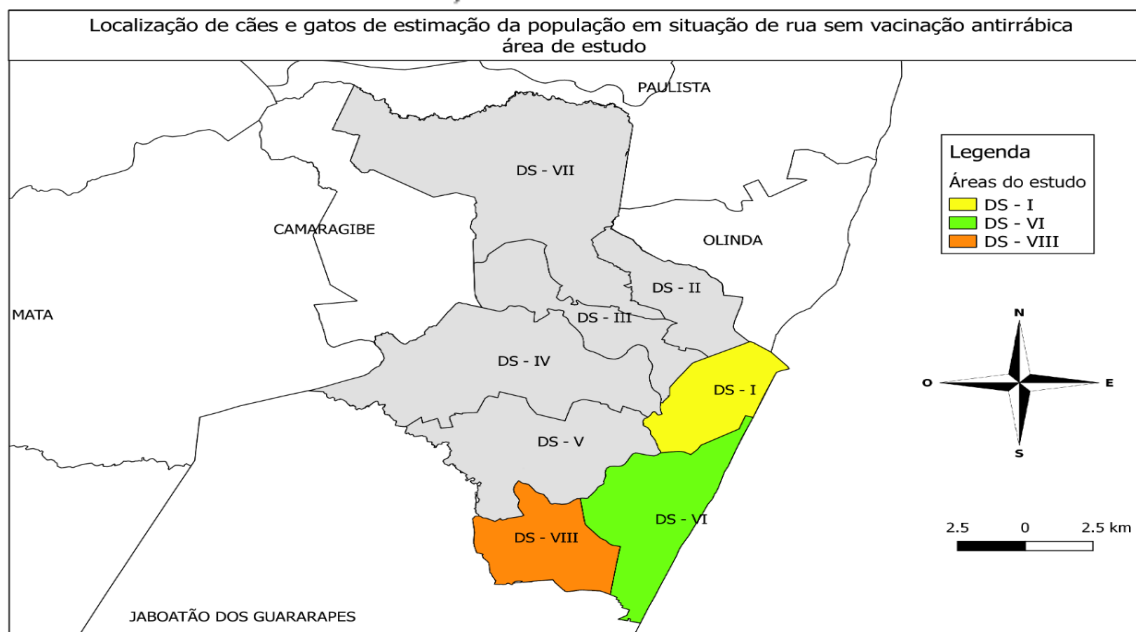 Localização de cães e gatos de estimação da população em situação de rua sem vacinação antirrábica
área de estudo
PAULISTA
DS - VII
CAMARAGIBE
OLINDA
DS - II
MATA
DS - III
DS - IV
DS - I
DS - V
DS - VI
DS - VIII
JABOATÃO DOS GUARARAPES
Legenda
Áreas do estudo
DS - I
DS - VI
DS - VIII
N
O
E
S
2.5 0 2.5 km